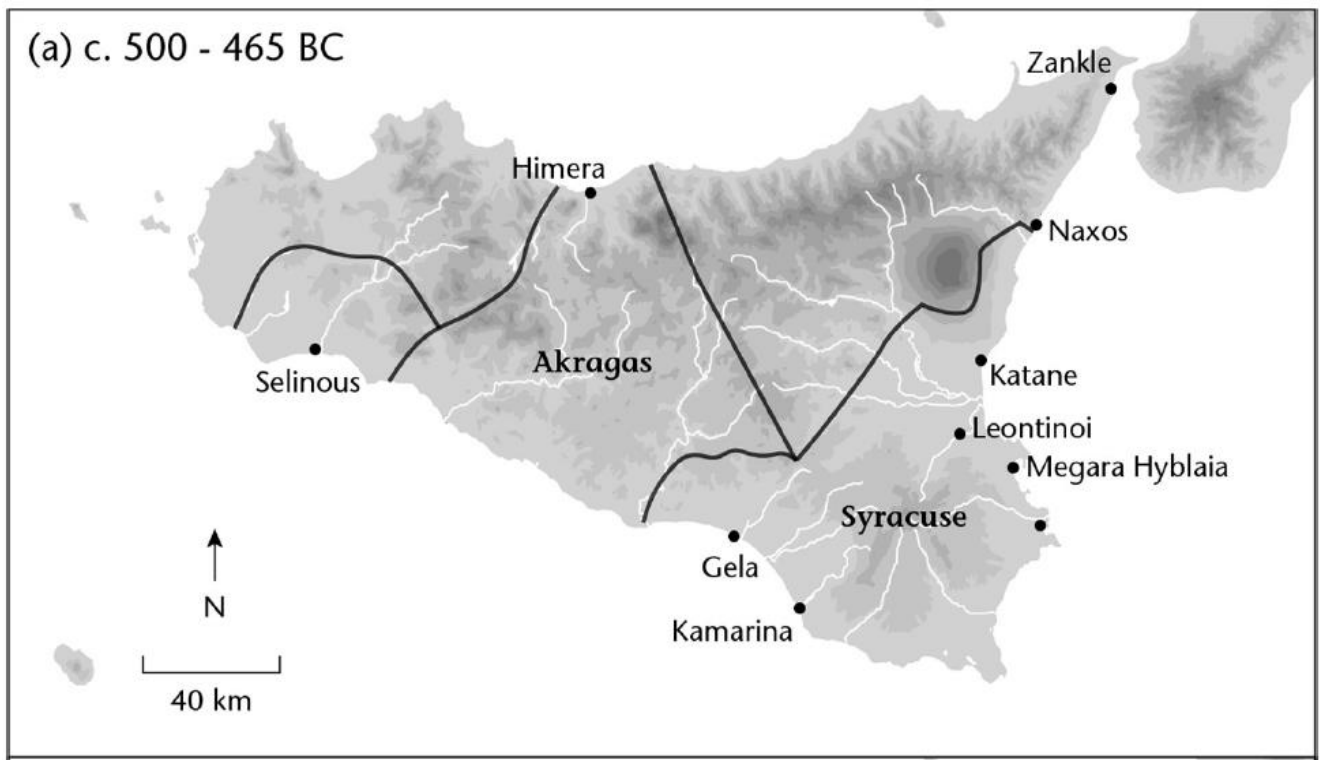 (a) c. 500 - 465 BC
Zankle
Himera
Naxos
Akragas
Selinous
Katane
Leontinoi
Megara Hyblaia
Syracuse
Gela
N
Kamarina
40 km